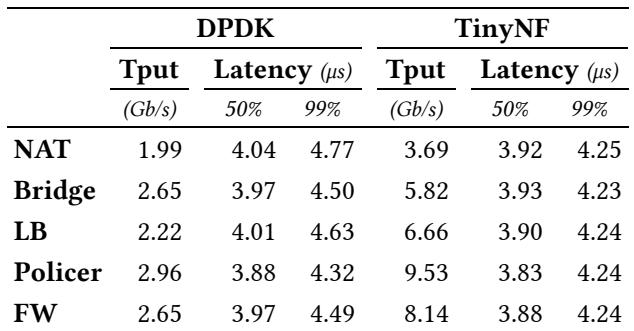 DPDK TinyNF
Tput Latency (μs) Tput Latency (μs)
(Gb/s) 50% 99% (Gb/s) 50% 99%
NAT 1.99 4.04 4.77 3.69 3.92 4.25
Bridge 2.65 3.97 4.50 5.82 3.93 4.23
LB 2.22 4.01 4.63 6.66 3.90 4.24
Policer 2.96 3.88 4.32 9.53 3.83 4.24
FW 2.65 3.97 4.49 8.14 3.88 4.24